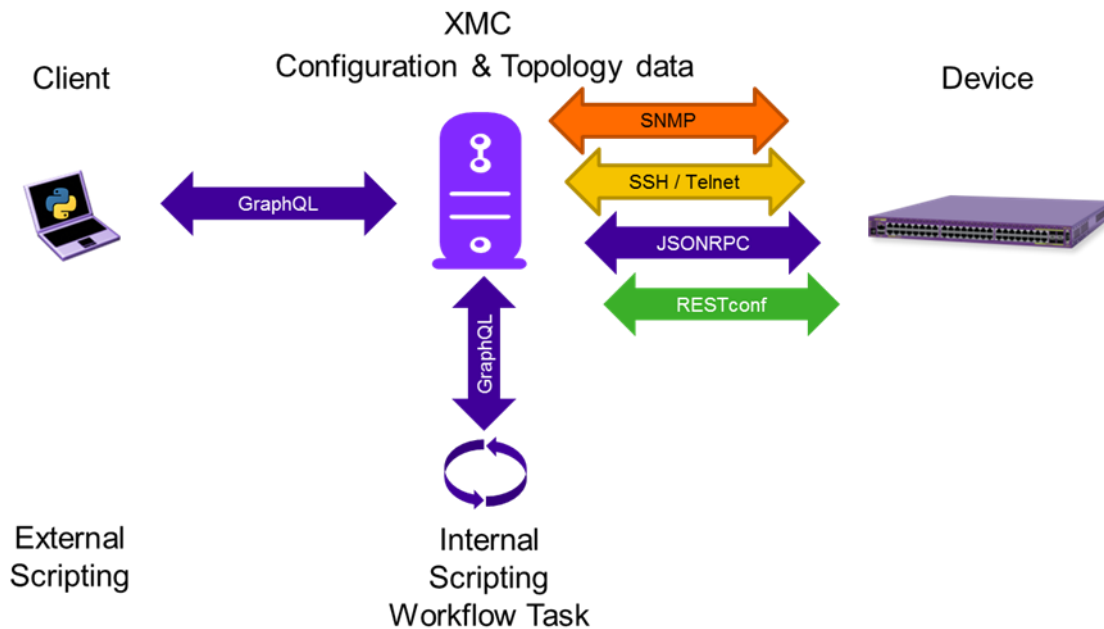 XMC
Configuration & Topology data
Client
Device
SNMP
SSH / Telnet
GraphQL
JSONRPC
RESTconf
GraphQL
External
Scripting
Internal
Scripting
Workflow Task